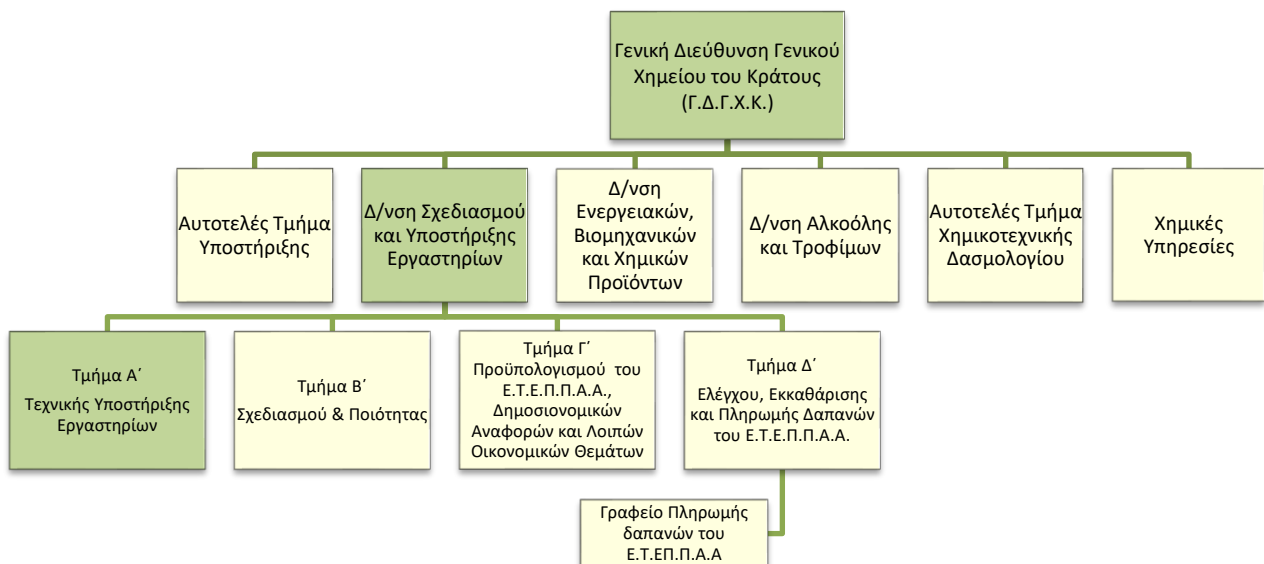 Γενική Διεύθυνση Γενικού
Χημείου του Κράτους
(Γ.Δ.Γ.Χ.Κ.)
Αυτοτελές Τμήμα
Υποστήριξης
Δ/νση Σχεδιασμού
και Υποστήριξης
Εργαστηρίων
Δ/νση
Ενεργειακών,
Βιομηχανικών
και Χημικών
Προϊόντων
Δ/νση Αλκοόλης
και Τροφίμων
Αυτοτελές Τμήμα
Χημικοτεχνικής
Δασμολογίου
Χημικές
Υπηρεσίες
Τμήμα Α΄
Τεχνικής Υποστήριξης
Εργαστηρίων
Τμήμα Β΄
Σχεδιασμού & Ποιότητας
Τμήμα Γ΄
Προϋπολογισμού του
Ε.Τ.Ε.Π.Π.Α.Α.,
Δημοσιονομικών
Αναφορών και Λοιπών
Οικονομικών Θεμάτων
Τμήμα Δ΄
Ελέγχου, Εκκαθάρισης
και Πληρωμής Δαπανών
του Ε.Τ.Ε.Π.Π.Α.Α.
Γραφείο Πληρωμής
δαπανών του
Ε.Τ.ΕΠ.Π.Α.Α